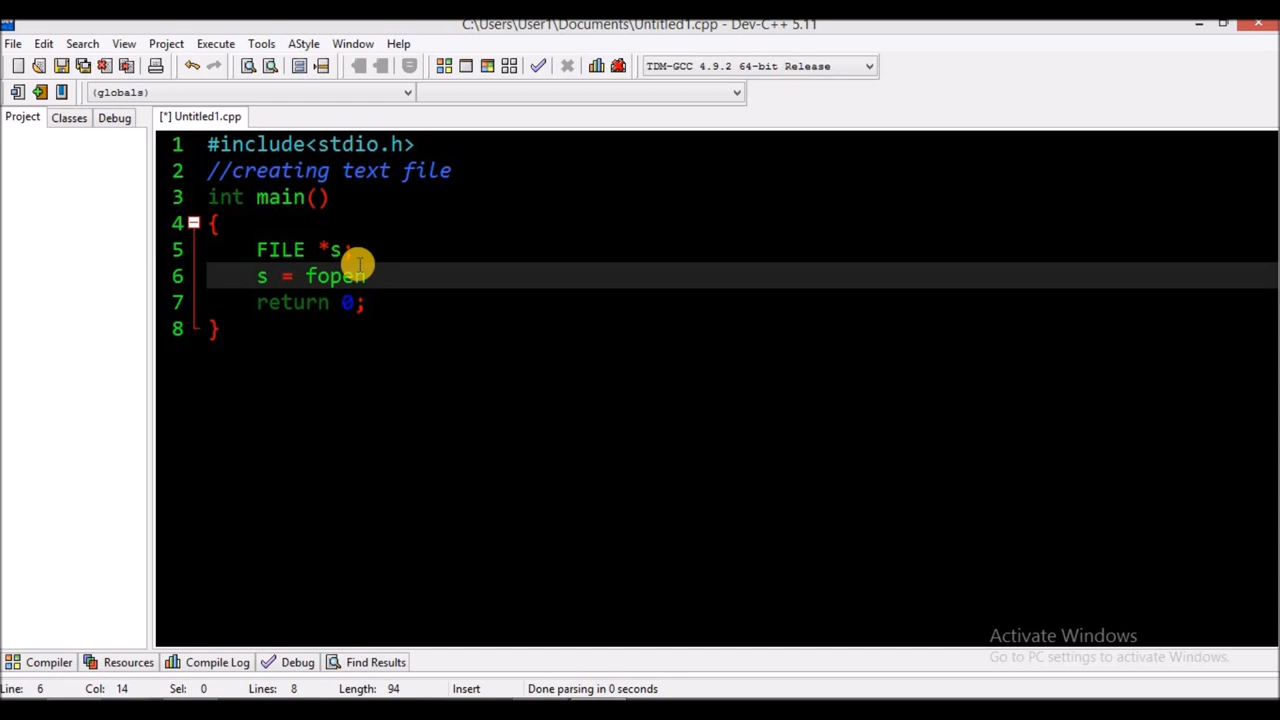 C:\Users\User1\Documents\Untitled1.cpp - Dev-C++ 5.11
File Edit Search View Project Execute Tools AStyle Window Help
TDM-GCC 4.9.2 64-bit Release
(globals)
Project Classes Debug [*] Untitled1.cpp
1 #include<stdio.h>
2 //creating text file
3 int main()
4 {
5 FILE *s;
6 s = fopen
7 return 0;
8 }
Activate Windows
Go to PC settings to activate Windows.
Compiler Resources Compile Log Debug Find Results
Line: 6 Col: 14 Sel: 0 Lines: 8 Length: 94 Insert Done parsing in 0 seconds